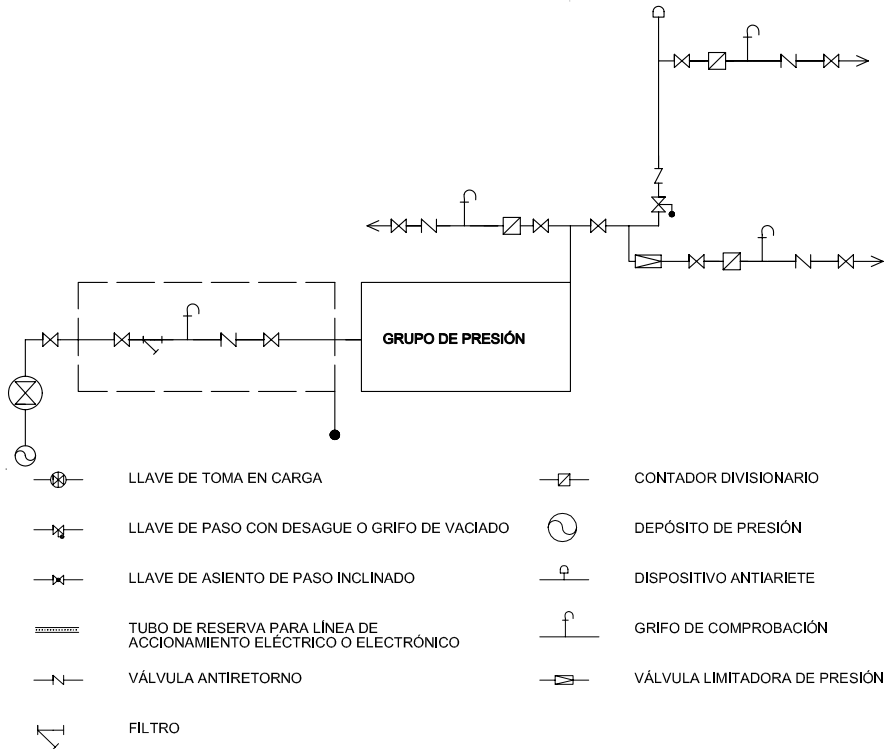 GRUPO DE PRESIÓN
LLAVE DE TOMA EN CARGA
CONTADOR DIVISIONARIO
LLAVE DE PASO CON DESAGUE O GRIFO DE VACIADO
DEPÓSITO DE PRESIÓN
LLAVE DE ASIENTO DE PASO INCLINADO
DISPOSITIVO ANTIARIETE
TUBO DE RESERVA PARA LÍNEA DE
ACCIONAMIENTO ELÉCTRICO O ELECTRÓNICO
GRIFO DE COMPROBACIÓN
VÁLVULA ANTIRETORNO
VÁLVULA LIMITADORA DE PRESIÓN
FILTRO